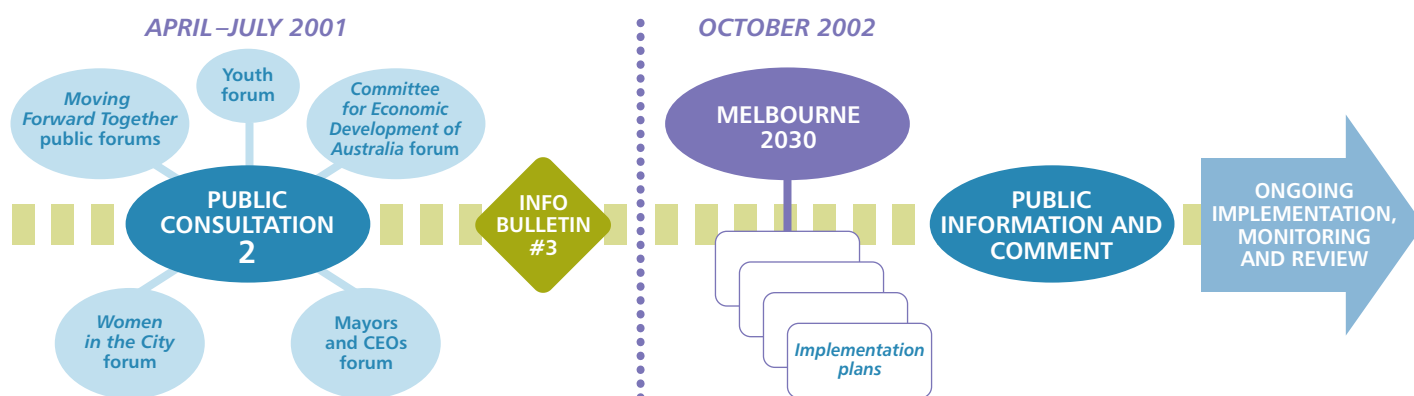 APRIL–JULY 2001
Moving
Forward Together
public forums
Youth
forum
Committee
for Economic
Development of
Australia forum
PUBLIC
CONSULTATION
2
Women
in the City
forum
Mayors
and CEOs
forum
INFO
BULLETIN
#3
OCTOBER 2002
MELBOURNE
2030
Implementation
plans
PUBLIC
INFORMATION AND
COMMENT
ONGOING
IMPLEMENTATION,
MONITORING
AND REVIEW